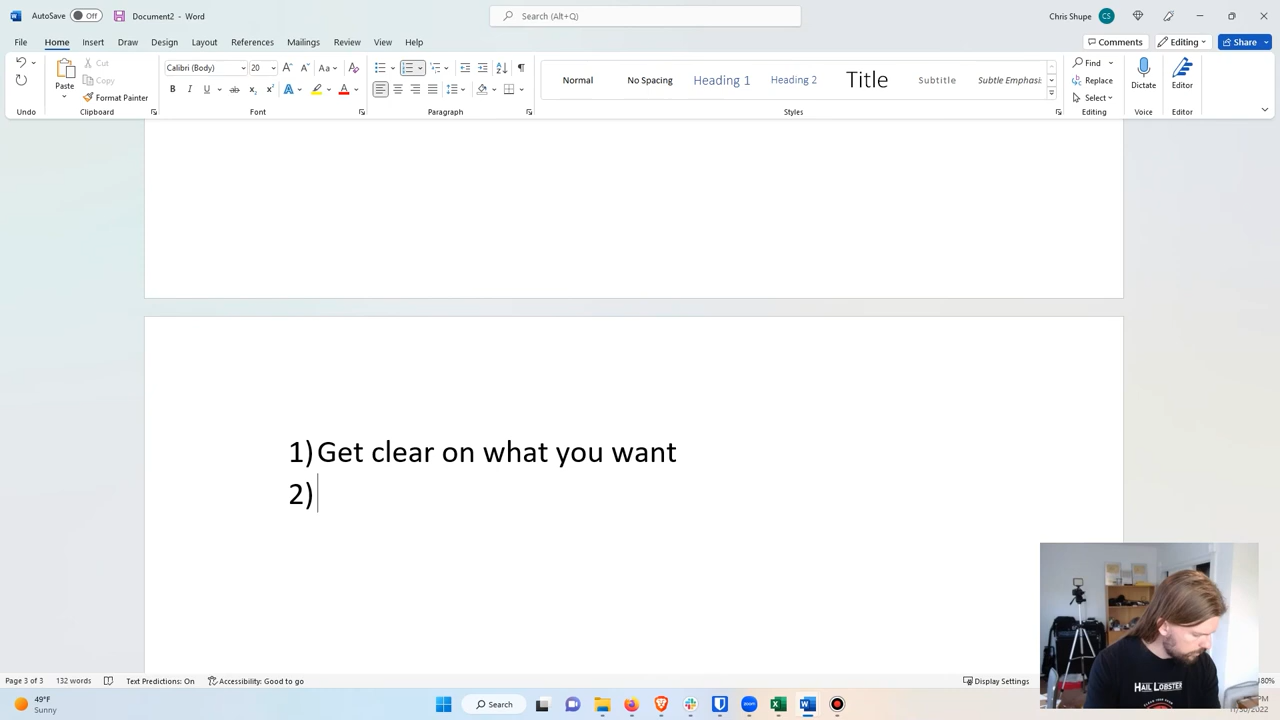 AutoSave Off Document2 - Word Search (Alt+Q) Chris Shupe CS
File Home Insert Draw Design Layout References Mailings Review View Help Comments Editing Share
Paste Cut Copy Format Painter
Calibri (Body) 20
Normal No Spacing Heading 1 Heading 2 Title Subtitle Subtle Emphasis
Find Replace Select
Dictate Editor
Undo Clipboard Font Paragraph Styles Editing Voice Editor
1) Get clear on what you want
2)
HAIL LOBSTER
Page 3 of 3 132 words Text Predictions: On Accessibility: Good to go Display Settings 180%
49°F
Sunny
Search